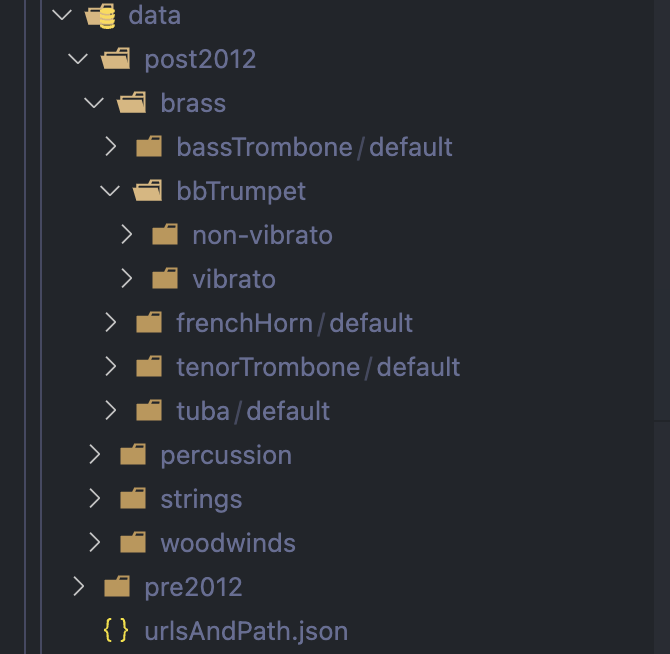 data
post2012
brass
bassTrombone/default
bbTrumpet
non-vibrato
vibrato
frenchHorn/default
tenorTrombone/default
tuba/default
percussion
strings
woodwinds
pre2012
{ } urlsAndPath.json